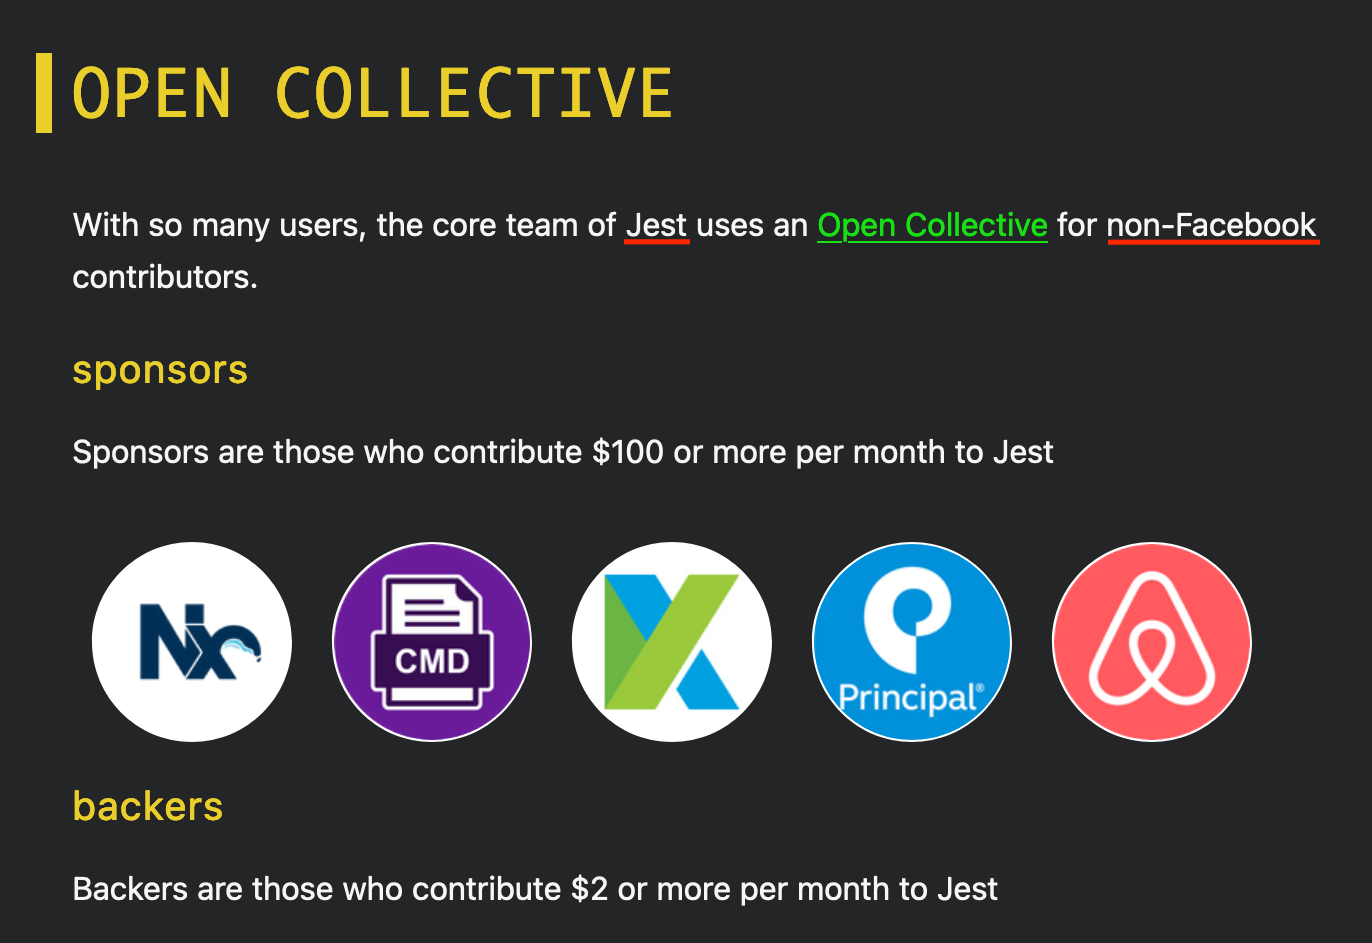 OPEN COLLECTIVE
With so many users, the core team of Jest uses an Open Collective for non-Facebook
contributors.
sponsors
Sponsors are those who contribute $100 or more per month to Jest
Nx
CMD
Principal®
backers
Backers are those who contribute $2 or more per month to Jest